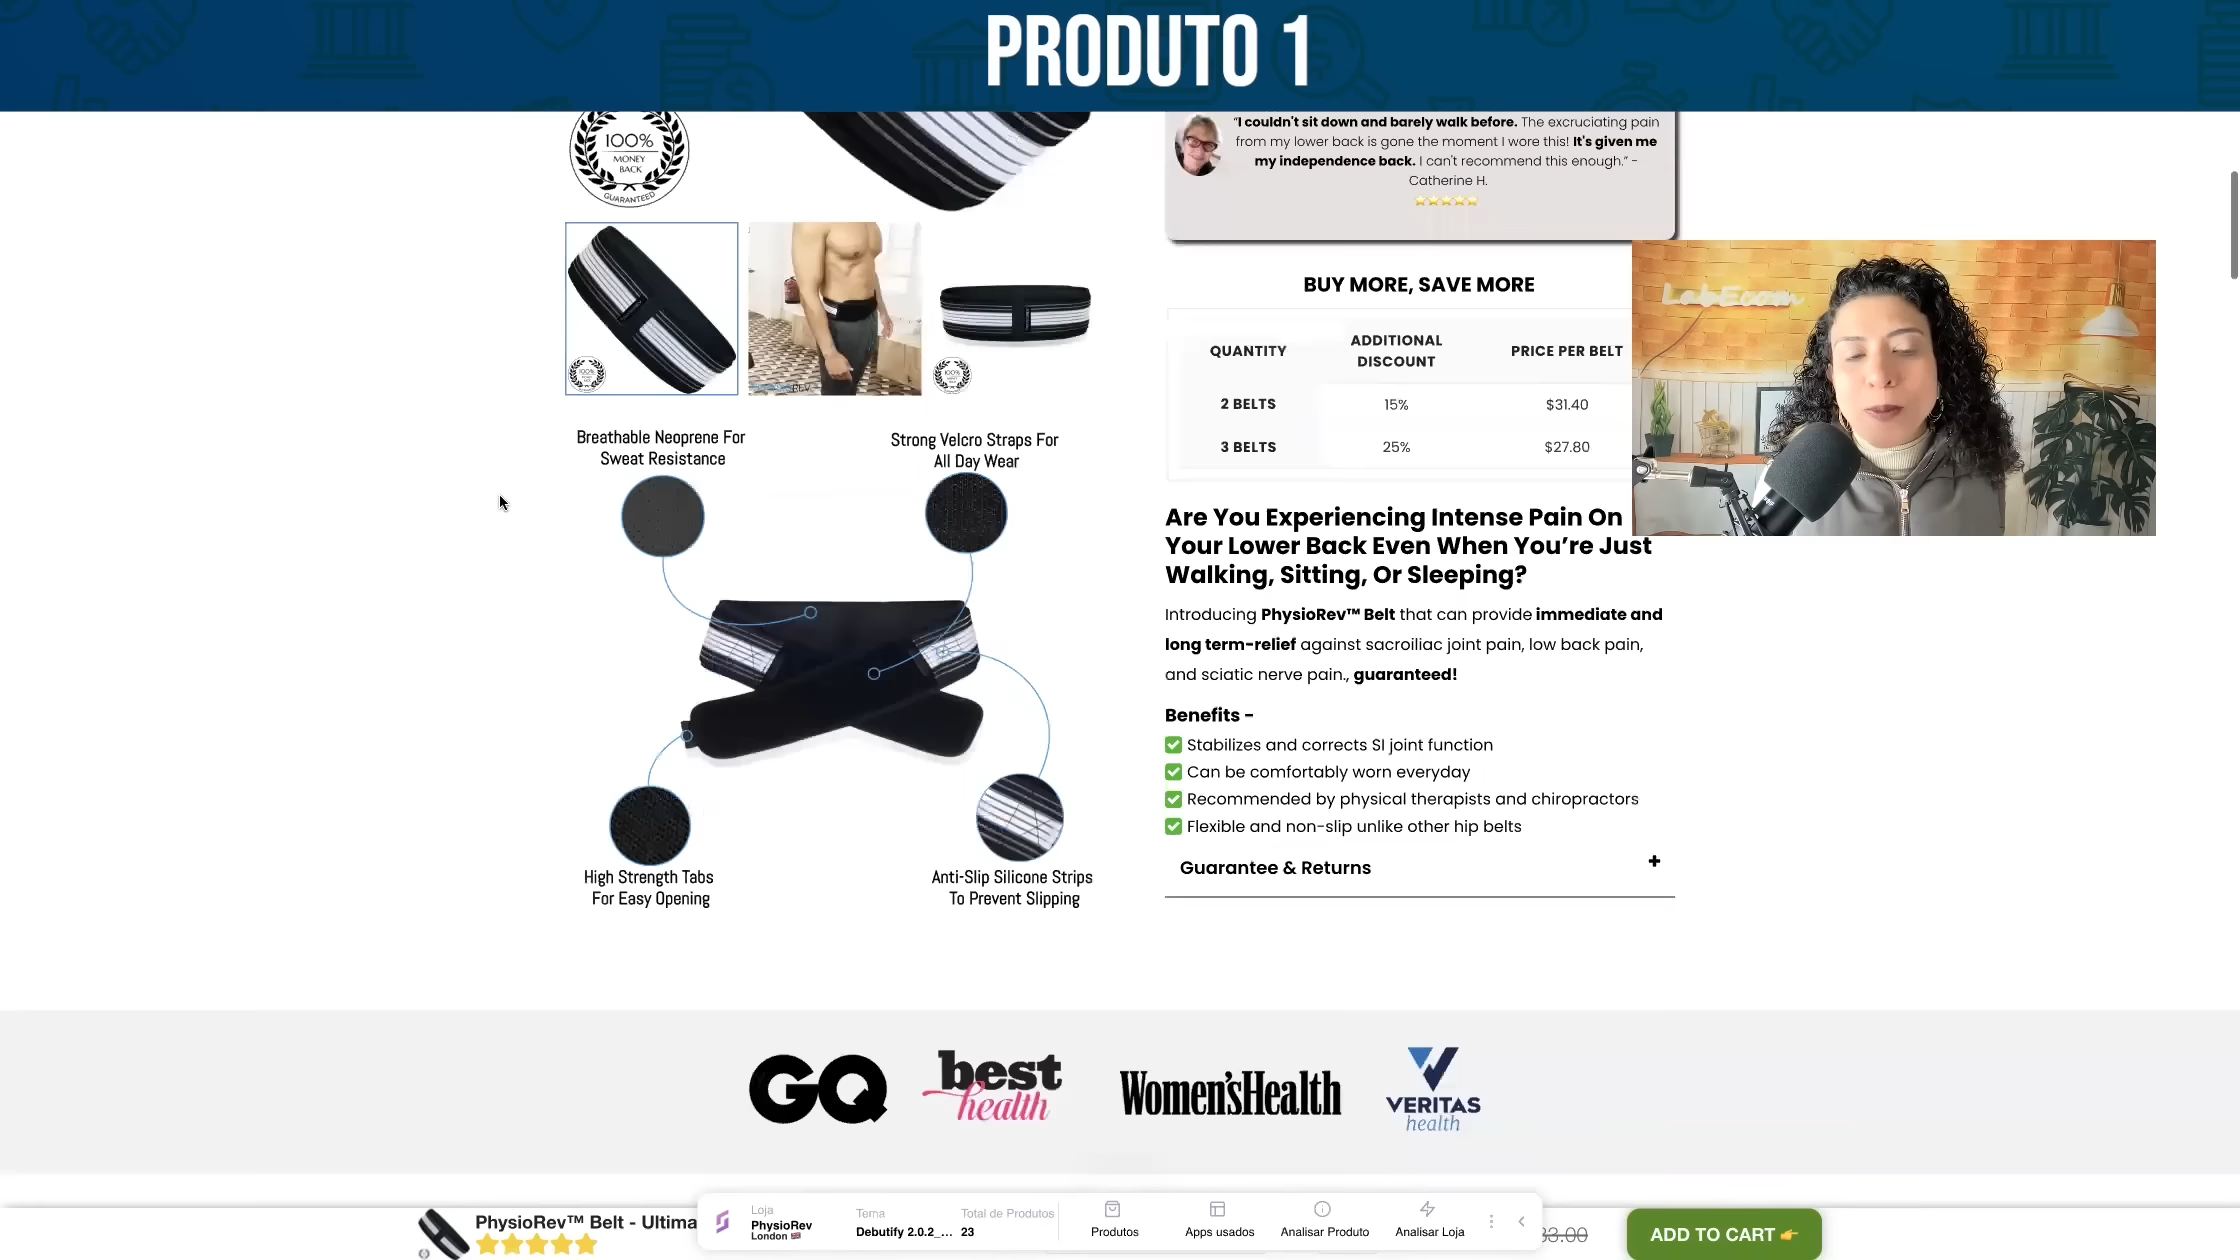 PRODUTO 1
100%
MONEY
BACK
GUARANTEED
"I couldn't sit down and barely walk before. The excruciating pain
from my lower back is gone the moment I wore this! It's given me
my independence back. I can't recommend this enough." -
Catherine H.
BUY MORE, SAVE MORE
QUANTITY
ADDITIONAL
DISCOUNT
PRICE PER BELT
2 BELTS
15%
$31.40
3 BELTS
25%
$27.80
LabEcom
Breathable Neoprene For
Sweat Resistance
Strong Velcro Straps For
All Day Wear
High Strength Tabs
For Easy Opening
Anti-Slip Silicone Strips
To Prevent Slipping
Are You Experiencing Intense Pain On
Your Lower Back Even When You’re Just
Walking, Sitting, Or Sleeping?
Introducing PhysioRev™ Belt that can provide immediate and
long term-relief against sacroiliac joint pain, low back pain,
and sciatic nerve pain., guaranteed!
Benefits -
✅ Stabilizes and corrects SI joint function
✅ Can be comfortably worn everyday
✅ Recommended by physical therapists and chiropractors
✅ Flexible and non-slip unlike other hip belts
Guarantee & Returns +
GQ
best
health
Women'sHealth
VERITAS
health
PhysioRev™ Belt - Ultima
Loja
PhysioRev
London 🇬🇧
Tema
Debutify 2.0.2_...
Total de Produtos
23
Produtos
Apps usados
Analisar Produto
Analisar Loja
3.00
ADD TO CART 👉